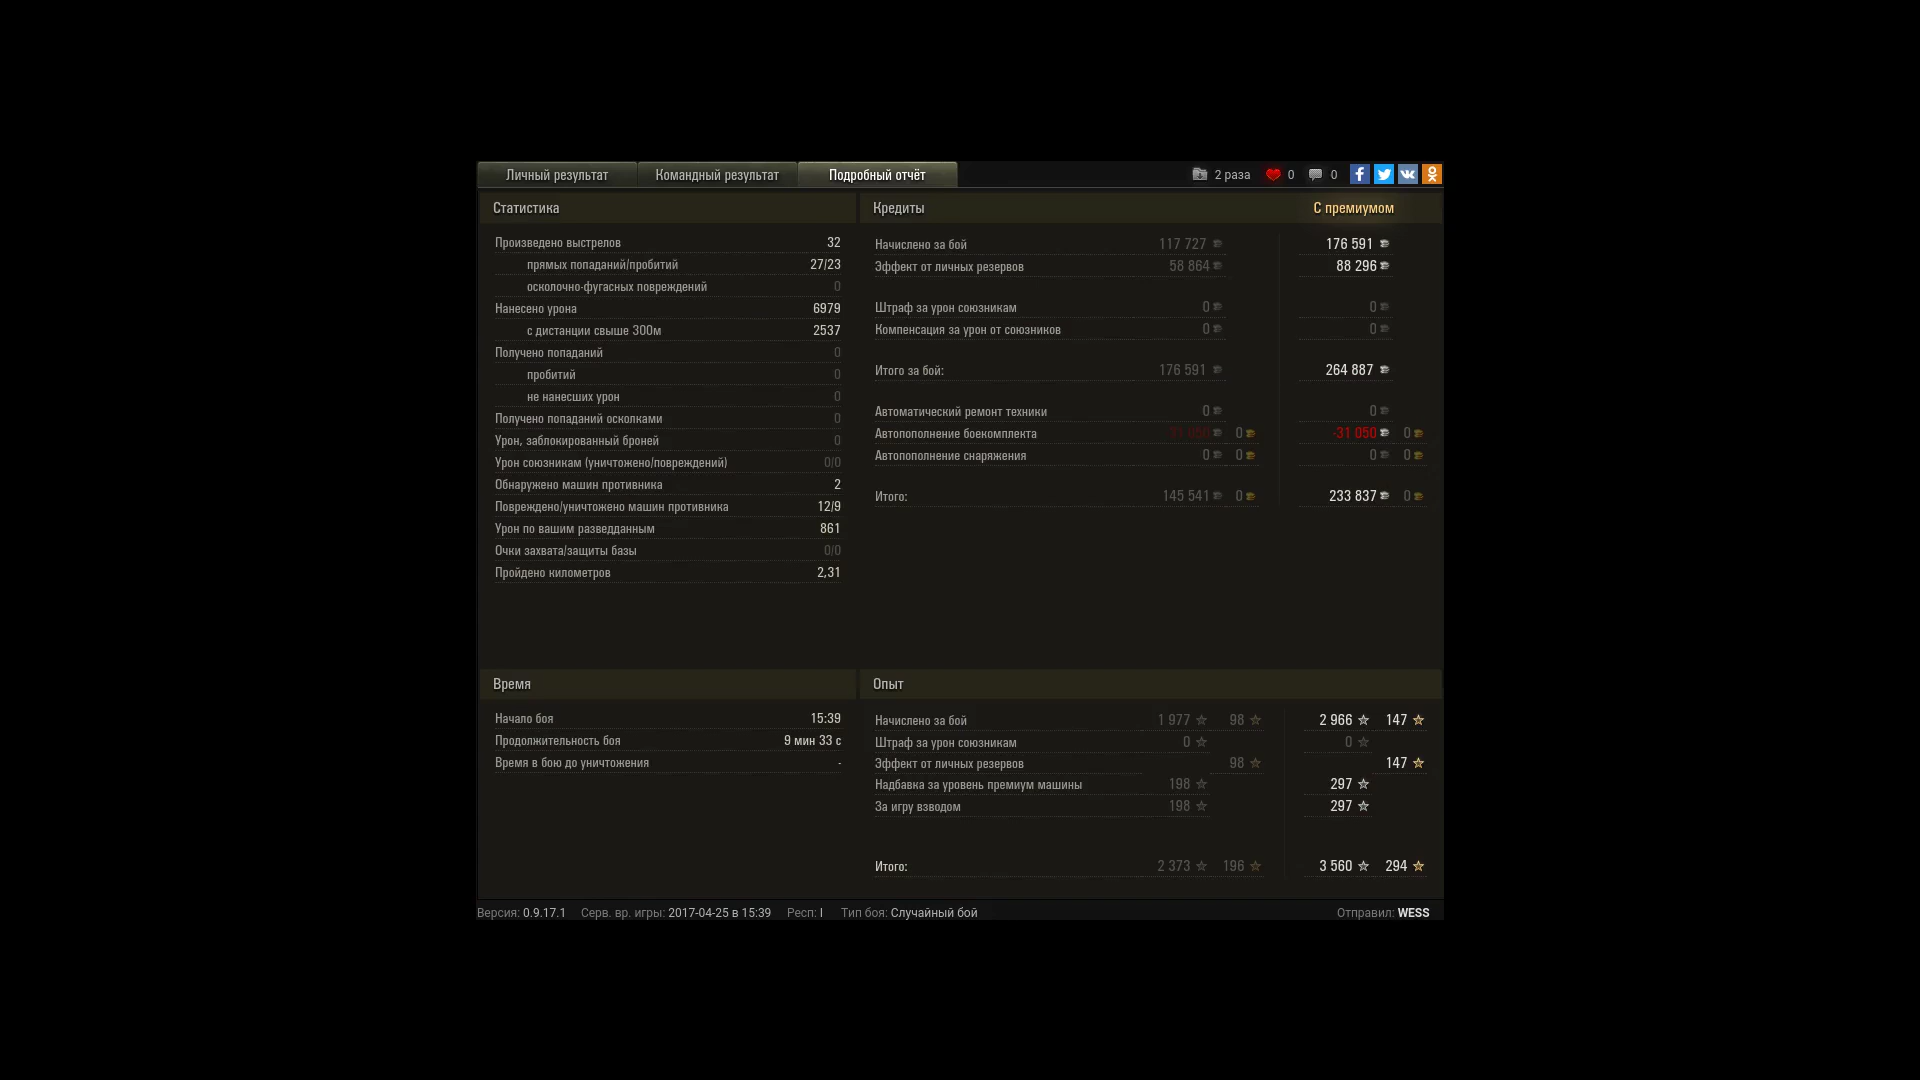 Личный результат Командный результат Подробный отчёт 2 раза 0 0
Статистика
Произведено выстрелов 32
прямых попаданий/пробитий 27/23
осколочно-фугасных повреждений 0
Нанесено урона 6979
с дистанции свыше 300м 2537
Получено попаданий 0
пробитий 0
не нанесших урон 0
Получено попаданий осколками 0
Урон, заблокированный броней 0
Урон союзникам (уничтожено/повреждений) 0/0
Обнаружено машин противника 2
Повреждено/уничтожено машин противника 12/9
Урон по вашим разведданным 861
Очки захвата/защиты базы 0/0
Пройдено километров 2,31
Кредиты С премиумом
Начислено за бой 117 727 176 591
Эффект от личных резервов 58 864 88 296
Штраф за урон союзникам 0 0
Компенсация за урон от союзников 0 0
Итого за бой: 176 591 264 887
Автоматический ремонт техники 0 0
Автопополнение боекомплекта -31 050 0 -31 050 0
Автопополнение снаряжения 0 0 0 0
Итого: 145 541 0 233 837 0
Время
Начало боя 15:39
Продолжительность боя 9 мин 33 с
Время в бою до уничтожения -
Опыт
Начислено за бой 1 977 98 2 966 147
Штраф за урон союзникам 0 0
Эффект от личных резервов 98 147
Надбавка за уровень премиум машины 198 297
За игру взводом 198 297
Итого: 2 373 196 3 560 294
Версия: 0.9.17.1 Серв. вр. игры: 2017-04-25 в 15:39 Респ: I Тип боя: Случайный бой Отправил: WESS